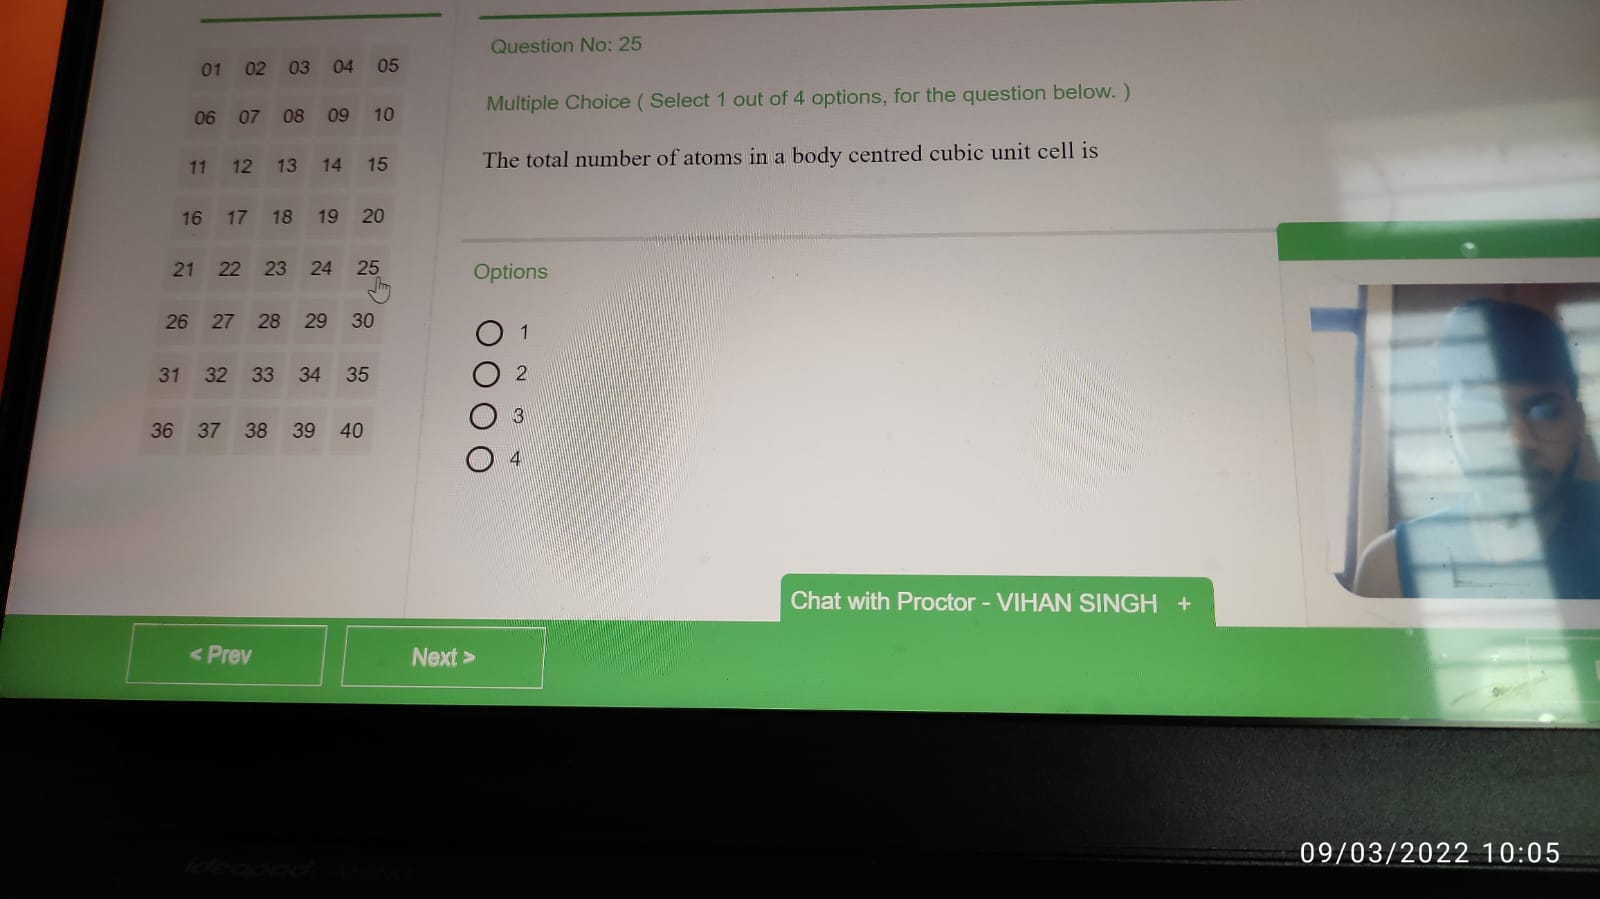 Question No: 25
01 02 03 04 05
06 07 08 09 10
11 12 13 14 15
16 17 18 19 20
21 22 23 24 25
26 27 28 29 30
31 32 33 34 35
36 37 38 39 40
Multiple Choice ( Select 1 out of 4 options, for the question below. )
The total number of atoms in a body centred cubic unit cell is
Options
1
2
3
4
Chat with Proctor - VIHAN SINGH +
< Prev
Next >
ideapad GAMING
09/03/2022 10:05